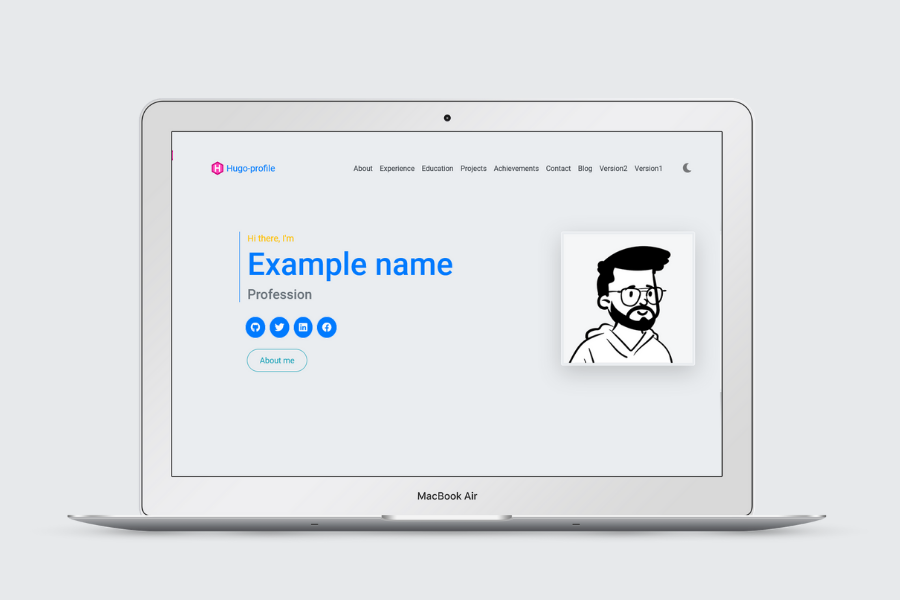 Hugo-profile
About Experience Education Projects Achievements Contact Blog Version2 Version1
Hi there, I'm
Example name
Profession
About me
MacBook Air